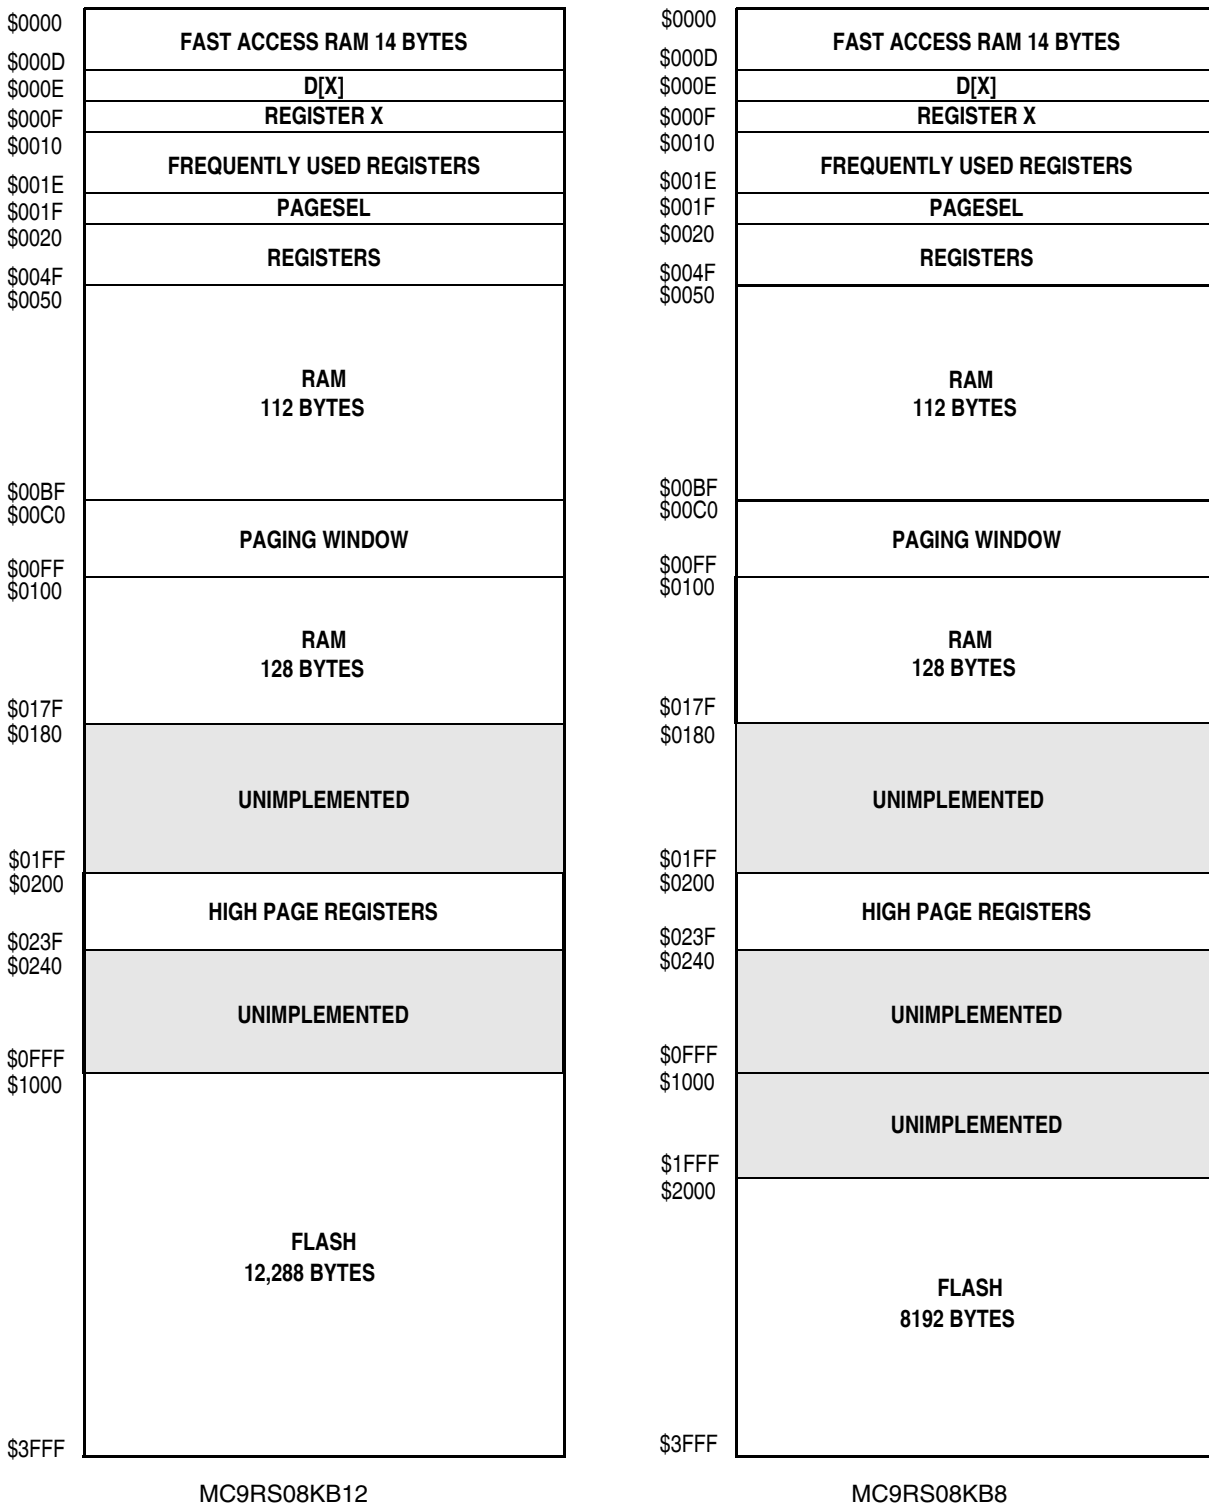 $0000
FAST ACCESS RAM 14 BYTES
$000D
$000E
D[X]
$000F
REGISTER X
$0010
FREQUENTLY USED REGISTERS
$001E
$001F
PAGESEL
$0020
REGISTERS
$004F
$0050
RAM
112 BYTES
$00BF
$00C0
PAGING WINDOW
$00FF
$0100
RAM
128 BYTES
$017F
$0180
UNIMPLEMENTED
$01FF
$0200
HIGH PAGE REGISTERS
$023F
$0240
UNIMPLEMENTED
$0FFF
$1000
FLASH
12,288 BYTES
$3FFF
MC9RS08KB12
$0000
FAST ACCESS RAM 14 BYTES
$000D
$000E
D[X]
$000F
REGISTER X
$0010
FREQUENTLY USED REGISTERS
$001E
$001F
PAGESEL
$0020
REGISTERS
$004F
$0050
RAM
112 BYTES
$00BF
$00C0
PAGING WINDOW
$00FF
$0100
RAM
128 BYTES
$017F
$0180
UNIMPLEMENTED
$01FF
$0200
HIGH PAGE REGISTERS
$023F
$0240
UNIMPLEMENTED
$0FFF
$1000
UNIMPLEMENTED
$1FFF
$2000
FLASH
8192 BYTES
$3FFF
MC9RS08KB8